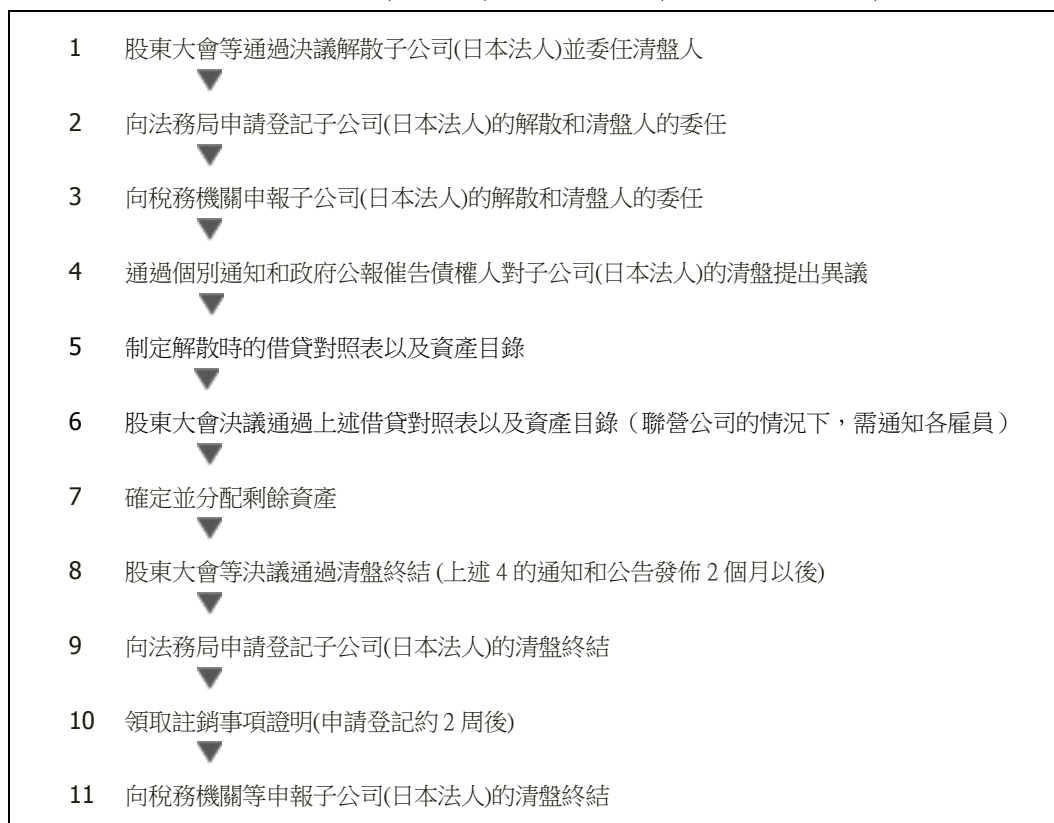 1 股東大會等通過決議解散子公司(日本法人)並委任清盤人
2 向法務局申請登記子公司(日本法人)的解散和清盤人的委任
3 向稅務機關申報子公司(日本法人)的解散和清盤人的委任
4 通過個別通知和政府公報催告債權人對子公司(日本法人)的清盤提出異議
5 制定解散時的借貸對照表以及資產目錄
6 股東大會決議通過上述借貸對照表以及資產目錄（聯營公司的情況下，需通知各雇員）
7 確定並分配剩餘資產
8 股東大會等決議通過清盤終結 (上述 4 的通知和公告發佈 2 個月以後)
9 向法務局申請登記子公司(日本法人)的清盤終結
10 領取註銷事項證明(申請登記約 2 周後)
11 向稅務機關等申報子公司(日本法人)的清盤終結